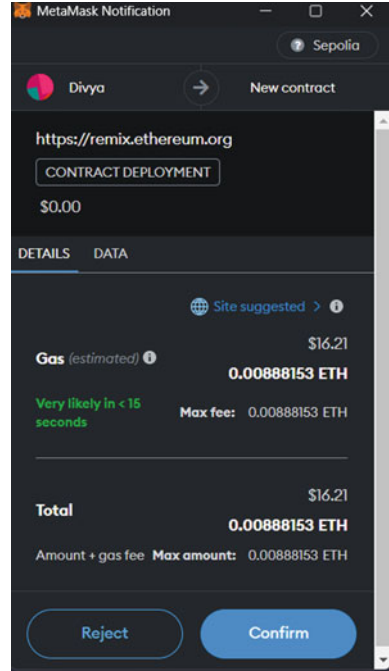 MetaMask Notification
Sepolia
Divya
New contract
https://remix.ethereum.org
CONTRACT DEPLOYMENT
$0.00
DETAILS DATA
Site suggested >
$16.21
Gas (estimated)
0.00888153 ETH
Very likely in < 15
seconds
Max fee: 0.00888153 ETH
$16.21
Total
0.00888153 ETH
Amount + gas fee Max amount: 0.00888153 ETH
Reject Confirm